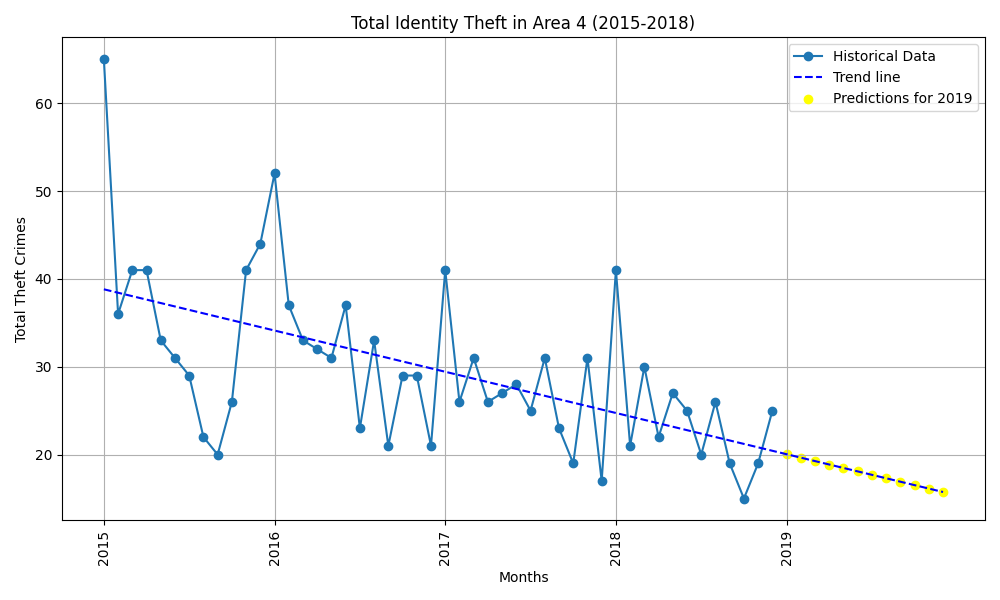 Total Identity Theft in Area 4 (2015-2018)
Historical Data
Trend line
Predictions for 2019
Total Theft Crimes
60
50
40
30
20
2015
2016
2017
2018
2019
Months